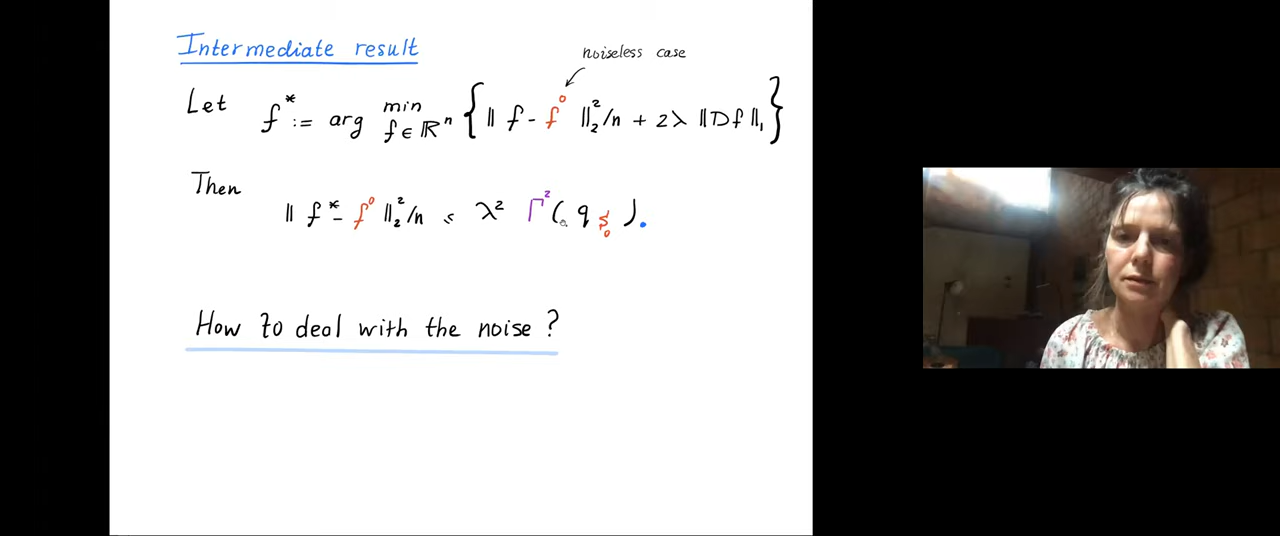 Intermediate result
noiseless case
Let f* := arg min f∈ℝⁿ { || f - f⁰ ||₂²/n + 2λ ||Df||₁ }
Then
|| f* - f⁰ ||₂²/n ≤ λ² Γ²( q S₀ ).
How to deal with the noise ?